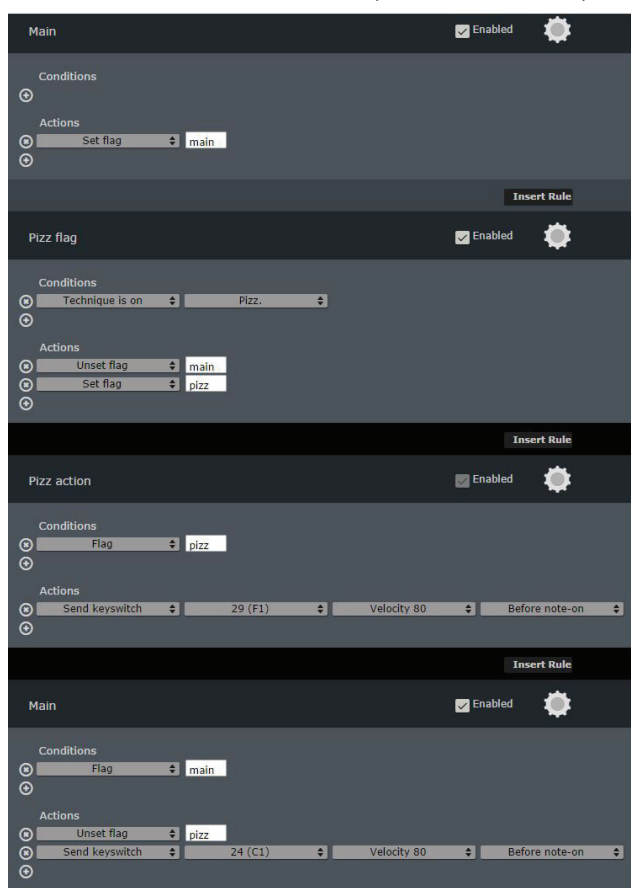 Main Enabled
Conditions
Actions
Set flag main
Insert Rule
Pizz flag Enabled
Conditions
Technique is on Pizz.
Actions
Unset flag main
Set flag pizz
Insert Rule
Pizz action Enabled
Conditions
Flag pizz
Actions
Send keyswitch 29 (F1) Velocity 80 Before note-on
Insert Rule
Main Enabled
Conditions
Flag main
Actions
Unset flag pizz
Send keyswitch 24 (C1) Velocity 80 Before note-on